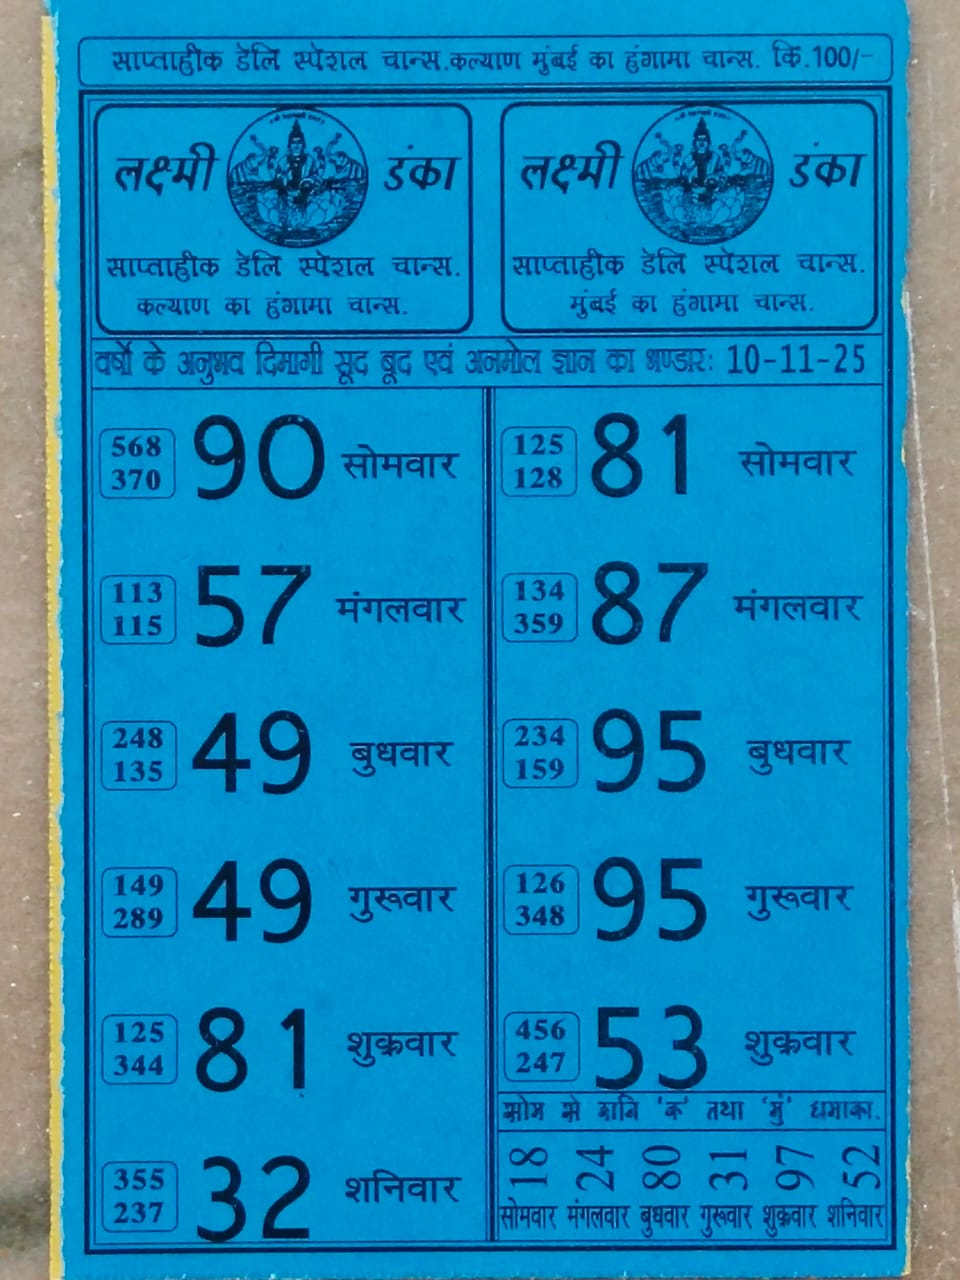 साप्ताहीक डेलि स्पेशल चान्स.कल्याण मुंबई का हंगामा चान्स. कि.100/-
लक्ष्मी डंका
साप्ताहीक डेलि स्पेशल चान्स.
कल्याण का हंगामा चान्स.
लक्ष्मी डंका
साप्ताहीक डेलि स्पेशल चान्स.
मुंबई का हंगामा चान्स.
वर्षो के अनुभव दिमागी सूद बूद एवं अनमोल ज्ञान का भण्डारः 10-11-25
568
370
90 सोमवार
113
115
57 मंगलवार
248
135
49 बुधवार
149
289
49 गुरूवार
125
344
81 शुक्रवार
355
237
32 शनिवार
125
128
81 सोमवार
134
359
87 मंगलवार
234
159
95 बुधवार
126
348
95 गुरूवार
456
247
53 शुक्रवार
सोम से शनि 'क' तथा 'मुं' धमाका.
18 24 80 31 97 52
सोमवार मंगलवार बुधवार गुरूवार शुक्रवार शनिवार